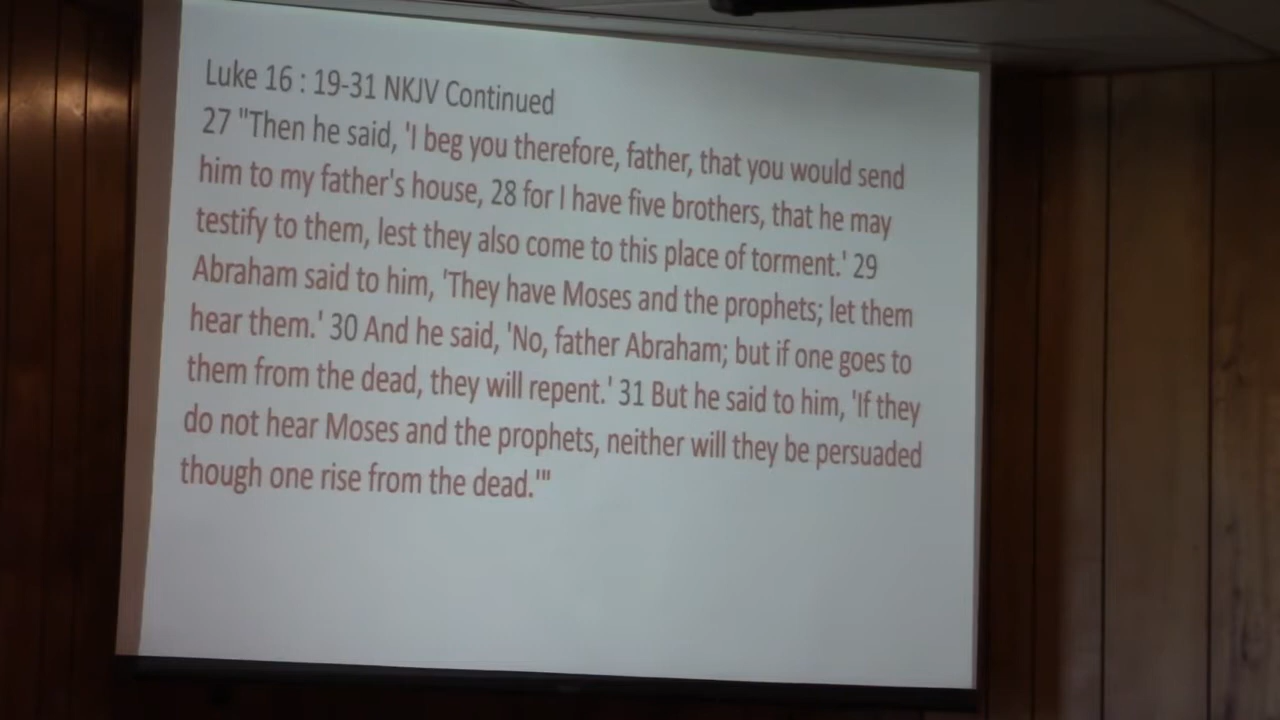 Luke 16 : 19-31 NKJV Continued
27 "Then he said, 'I beg you therefore, father, that you would send
him to my father's house, 28 for I have five brothers, that he may
testify to them, lest they also come to this place of torment.' 29
Abraham said to him, 'They have Moses and the prophets; let them
hear them.' 30 And he said, 'No, father Abraham; but if one goes to
them from the dead, they will repent.' 31 But he said to him, 'If they
do not hear Moses and the prophets, neither will they be persuaded
though one rise from the dead.'"